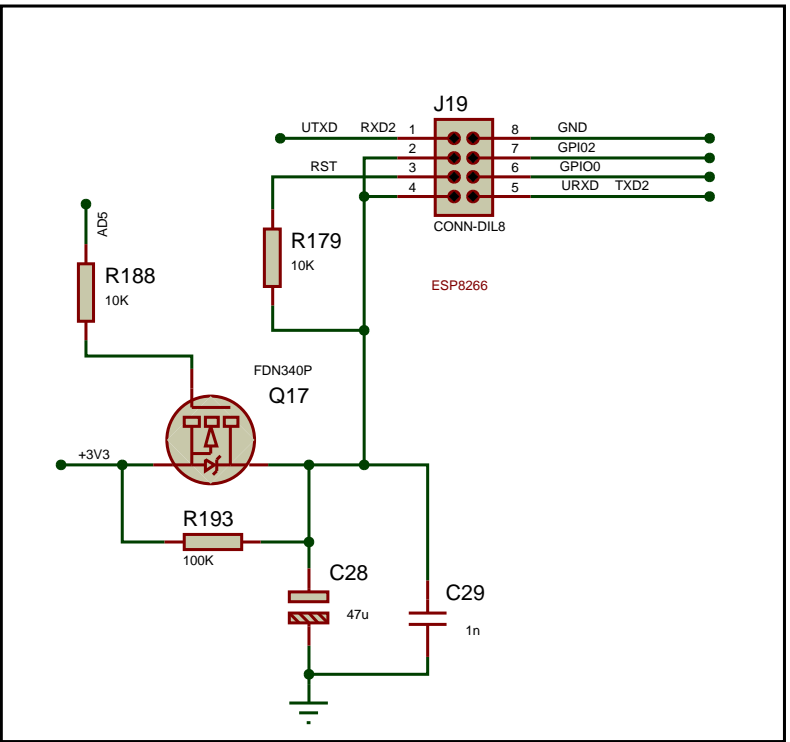 J19
UTXD RXD2 1 8 GND
2 7 GPI02
RST 3 6 GPIO0
4 5 URXD TXD2
CONN-DIL8
AD5
R179
10K
R188
10K
ESP8266
FDN340P
Q17
+3V3
R193
100K
C28
47u
C29
1n